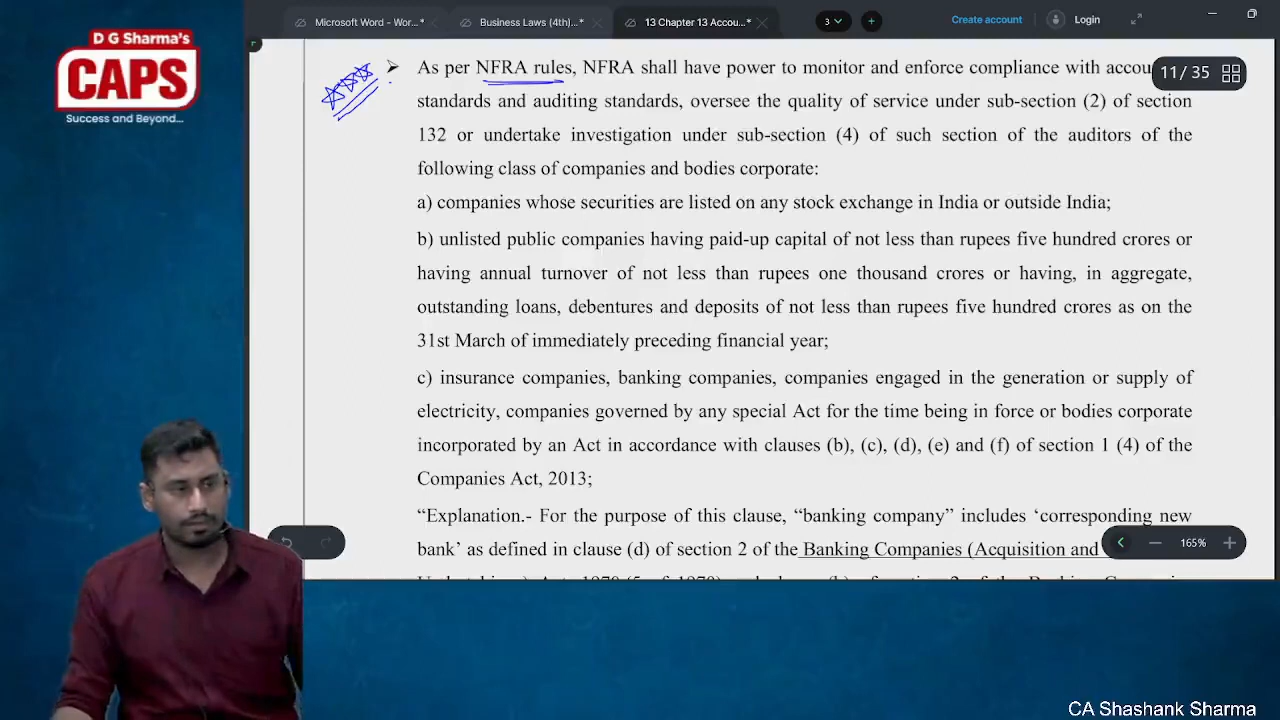 Microsoft Word - Wor...*
Business Laws (4th)...*
13 Chapter 13 Accou...*
3
Create account
Login
D G Sharma's
CAPS
Success and Beyond...
11 / 35
As per NFRA rules, NFRA shall have power to monitor and enforce compliance with
standards and auditing standards, oversee the quality of service under sub-section (2) of section
132 or undertake investigation under sub-section (4) of such section of the auditors of the
following class of companies and bodies corporate:
a) companies whose securities are listed on any stock exchange in India or outside India;
b) unlisted public companies having paid-up capital of not less than rupees five hundred crores or
having annual turnover of not less than rupees one thousand crores or having, in aggregate,
outstanding loans, debentures and deposits of not less than rupees five hundred crores as on the
31st March of immediately preceding financial year;
c) insurance companies, banking companies, companies engaged in the generation or supply of
electricity, companies governed by any special Act for the time being in force or bodies corporate
incorporated by an Act in accordance with clauses (b), (c), (d), (e) and (f) of section 1 (4) of the
Companies Act, 2013;
“Explanation.- For the purpose of this clause, “banking company” includes ‘corresponding new
bank’ as defined in clause (d) of section 2 of the Banking Companies (Acquisition and
165%
CA Shashank Sharma